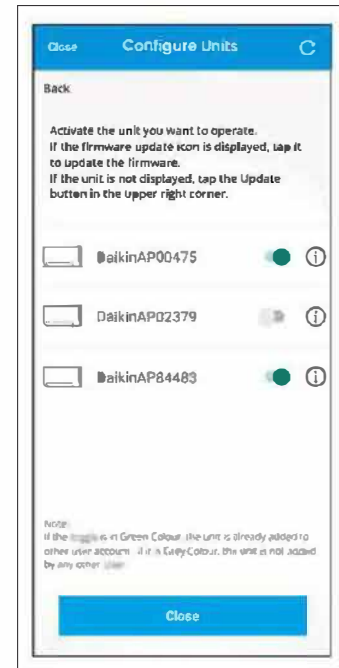 Close Configure Units
Back
Activate the unit you want to operate.
If the firmware update icon is displayed, tap it
to update the firmware.
If the unit is not displayed, tap the Update
button in the upper right corner.
DaikinAP00475
DaikinAP02379
DaikinAP84483
Note
If the toggle is in Green Colour, the unit is already added to
other user account. If it is Grey Colour, the unit is not added
by any other user
Close